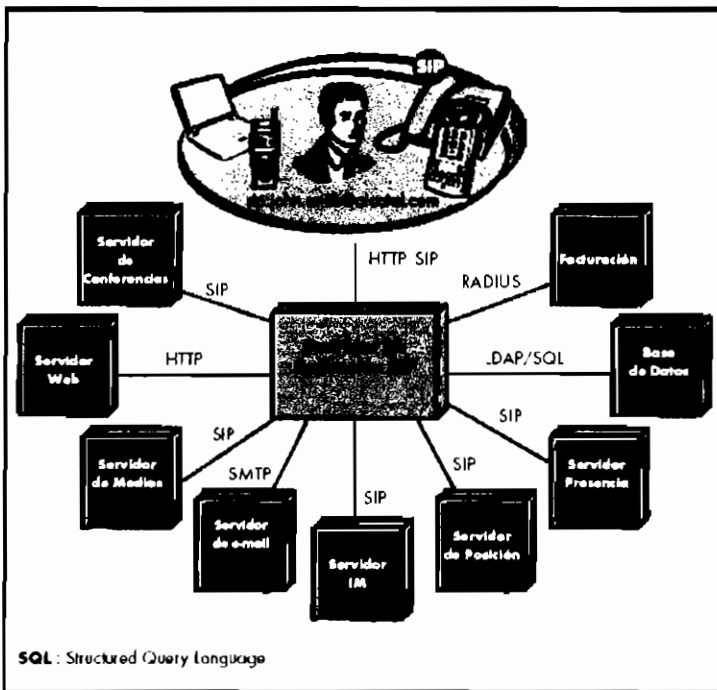 SIP
HTTP SIP
Servidor
de
Conferencias
SIP
RADIUS
Facturación
Servidor
Web
HTTP
LDAP/SQL
Base
de Datos
Servidor
de Medios
SIP
SMTP
SIP
SIP
SIP
Servidor
Presencia
Servidor
de e-mail
Servidor
IM
Servidor
de Posición
SQL : Structured Query Language